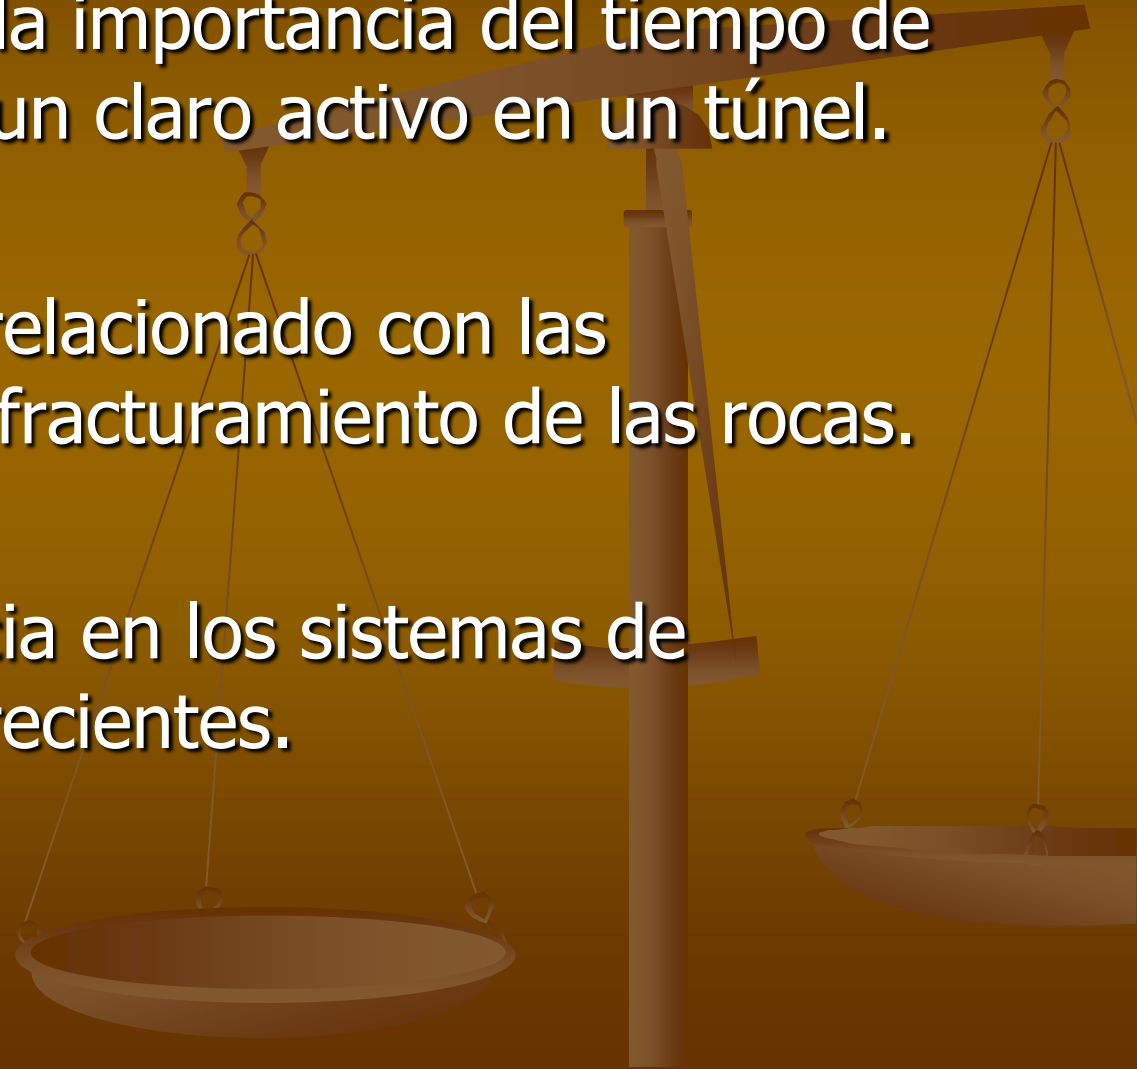 la importancia del tiempo de
un claro activo en un túnel.
relacionado con las
fracturamiento de las rocas.
en los sistemas de
recientes.